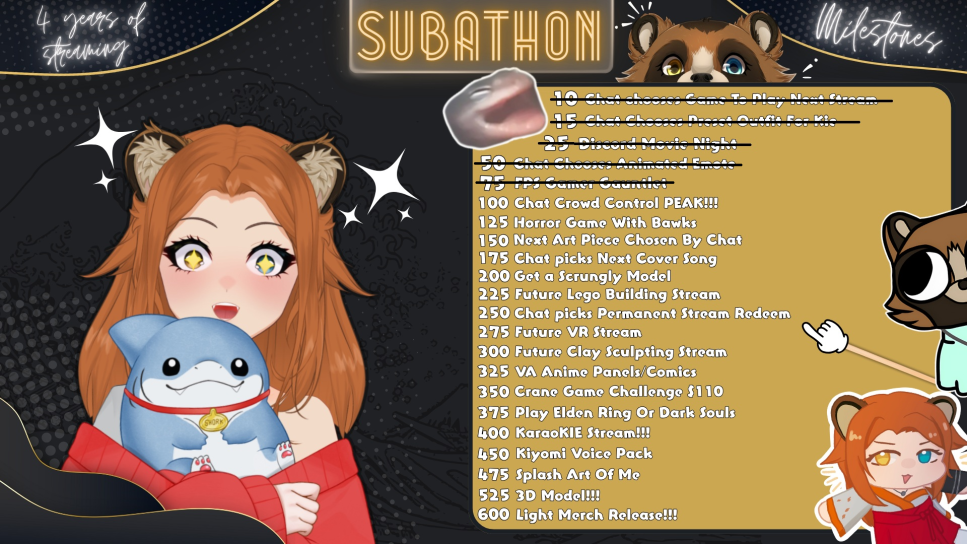 4 years of
streaming
SUBATHON
Milestones
10 Chat chooses Game To Play Next Stream
15 Chat Chooses Preset Outfit For Kie
25 Discord Movie Night
50 Chat Chooses Animated Emote
75 FPS Gamer Gauntlet
100 Chat Crowd Control PEAK!!!
125 Horror Game With Bawks
150 Next Art Piece Chosen By Chat
175 Chat picks Next Cover Song
200 Get a Scrungly Model
225 Future Lego Building Stream
250 Chat picks Permanent Stream Redeem
275 Future VR Stream
300 Future Clay Sculpting Stream
325 VA Anime Panels/Comics
350 Crane Game Challenge $110
375 Play Elden Ring Or Dark Souls
400 KaraoKIE Stream!!!
450 Kiyomi Voice Pack
475 Splash Art Of Me
525 3D Model!!!
600 Light Merch Release!!!